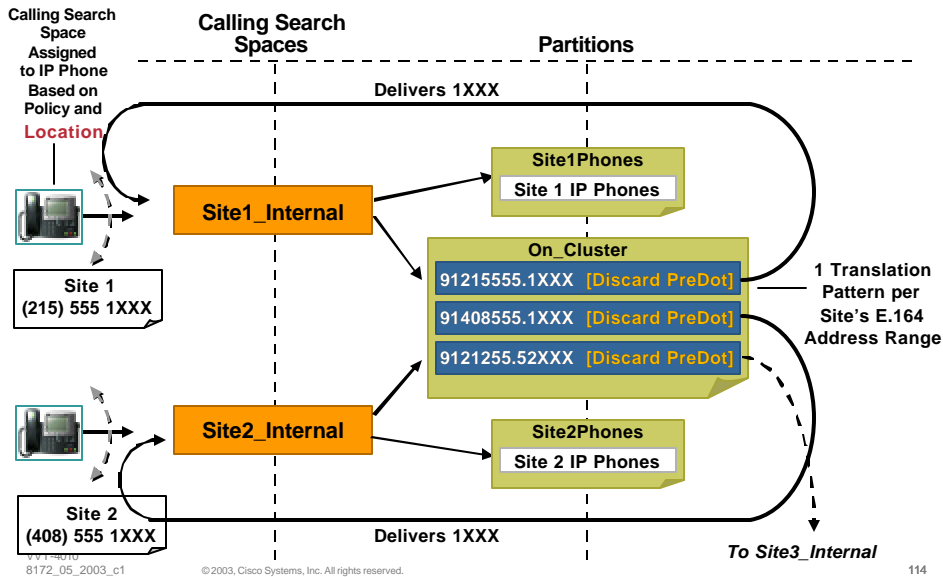 Calling Search
Space
Assigned
to IP Phone
Based on
Policy and
Location
Calling Search
Spaces
Partitions
Delivers 1XXX
Site1Phones
Site 1 IP Phones
Site1_Internal
On_Cluster
91215555.1XXX [Discard PreDot]
91408555.1XXX [Discard PreDot]
9121255.52XXX [Discard PreDot]
1 Translation
Pattern per
Site's E.164
Address Range
Site 1
(215) 555 1XXX
Site2_Internal
Site2Phones
Site 2 IP Phones
Site 2
(408) 555 1XXX
Delivers 1XXX
To Site3_Internal
VVT-4010
8172_05_2003_c1
© 2003, Cisco Systems, Inc. All rights reserved.
114